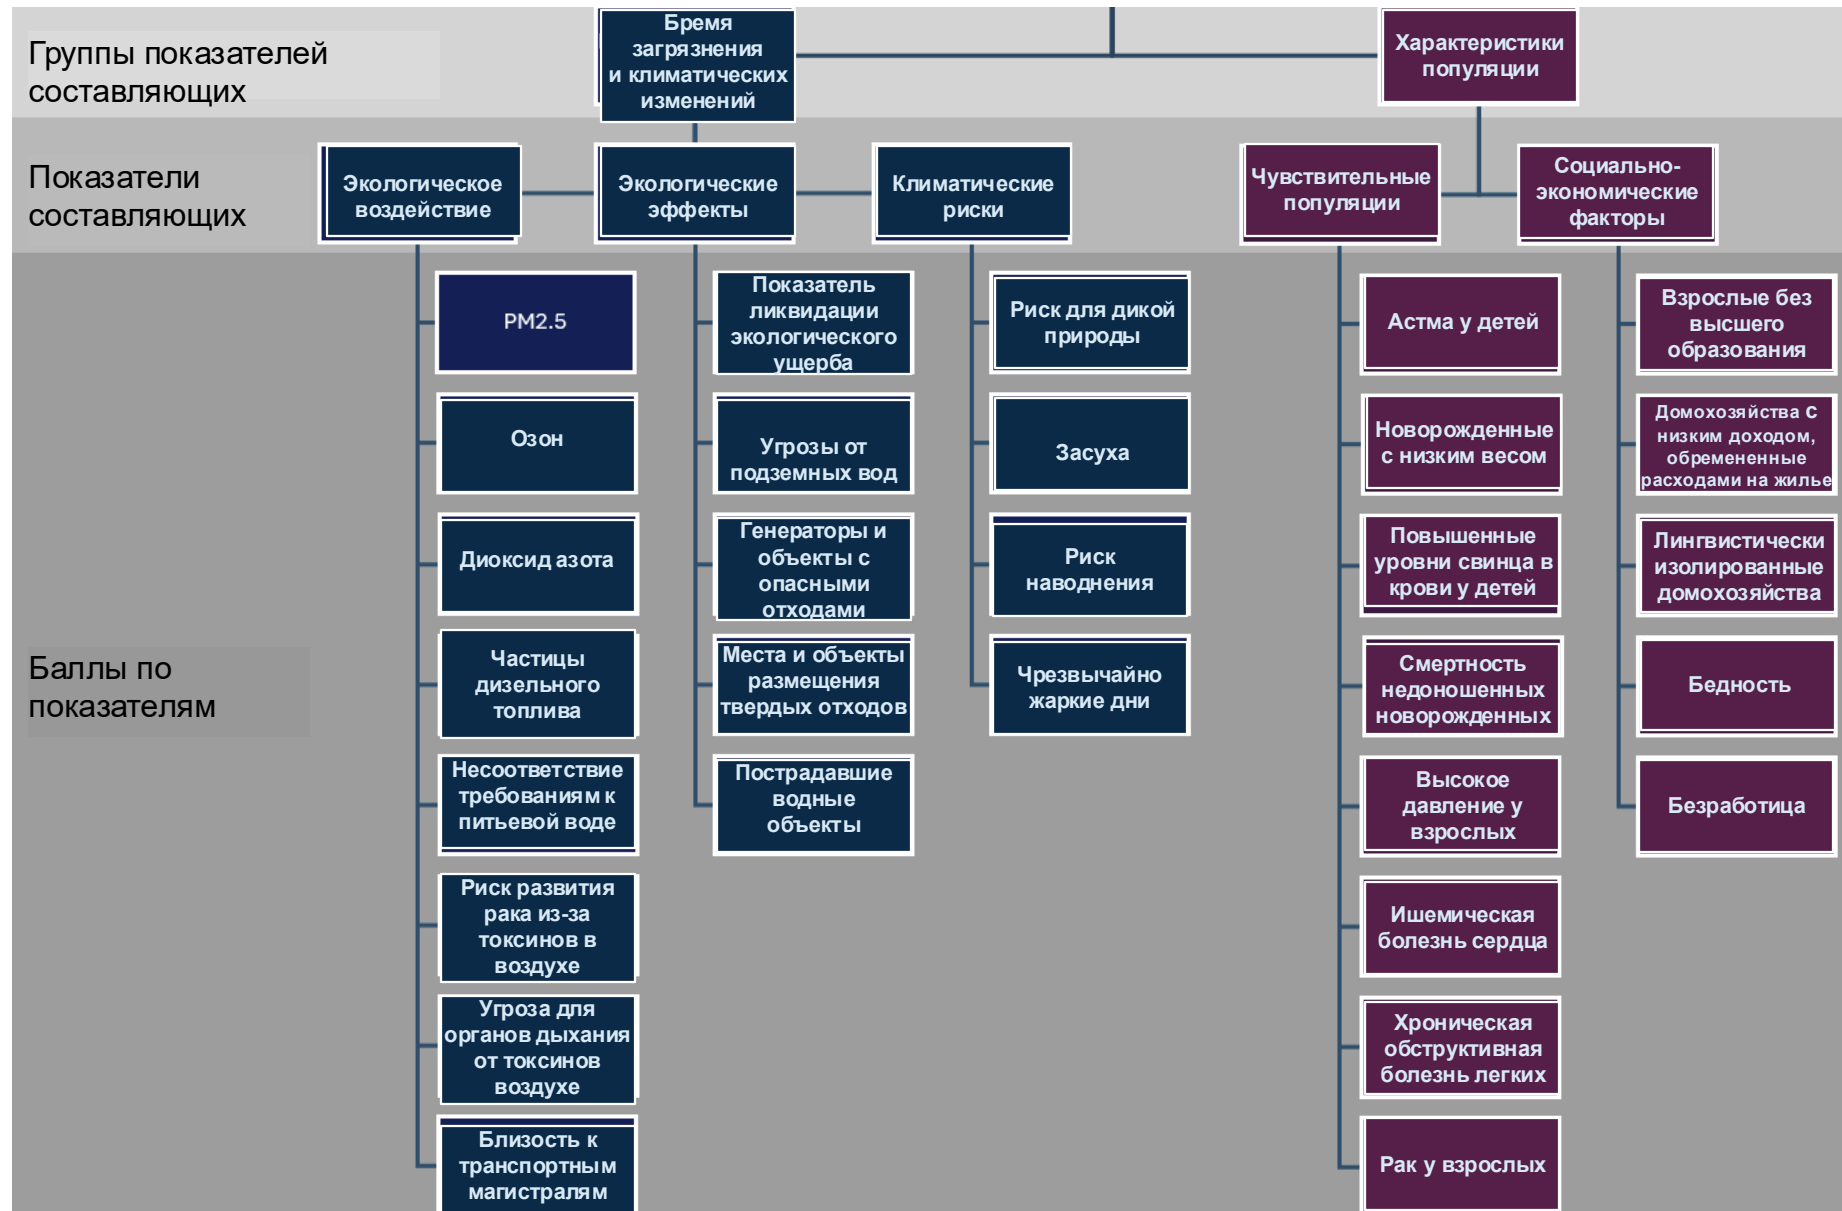 Группы показателей
составляющих
Бремя
загрязнения
и климатических
изменений
Характеристики
популяции
Показатели
составляющих
Экологическое
воздействие
Экологические
эффекты
Климатические
риски
Чувствительные
популяции
Социально-
экономические
факторы
Баллы по
показателям
PM2.5
Озон
Диоксид азота
Частицы
дизельного
топлива
Несоответствие
требованиям к
питьевой воде
Риск развития
рака из-за
токсинов в
воздухе
Угроза для
органов дыхания
от токсинов
воздухе
Близость к
транспортным
магистралям
Показатель
ликвидации
экологического
ущерба
Угрозы от
подземных вод
Генераторы и
объекты с
опасными
отходами
Места и объекты
размещения
твердых отходов
Пострадавшие
водные
объекты
Риск для дикой
природы
Засуха
Риск
наводнения
Чрезвычайно
жаркие дни
Астма у детей
Новорожденные
с низким весом
Повышенные
уровни свинца в
крови у детей
Смертность
недоношенных
новорожденных
Высокое
давление у
взрослых
Ишемическая
болезнь сердца
Хроническая
обструктивная
болезнь легких
Рак у взрослых
Взрослые без
высшего
образования
Домохозяйства с
низким доходом,
обремененные
расходами на жилье
Лингвистически
изолированные
домохозяйства
Бедность
Безработица